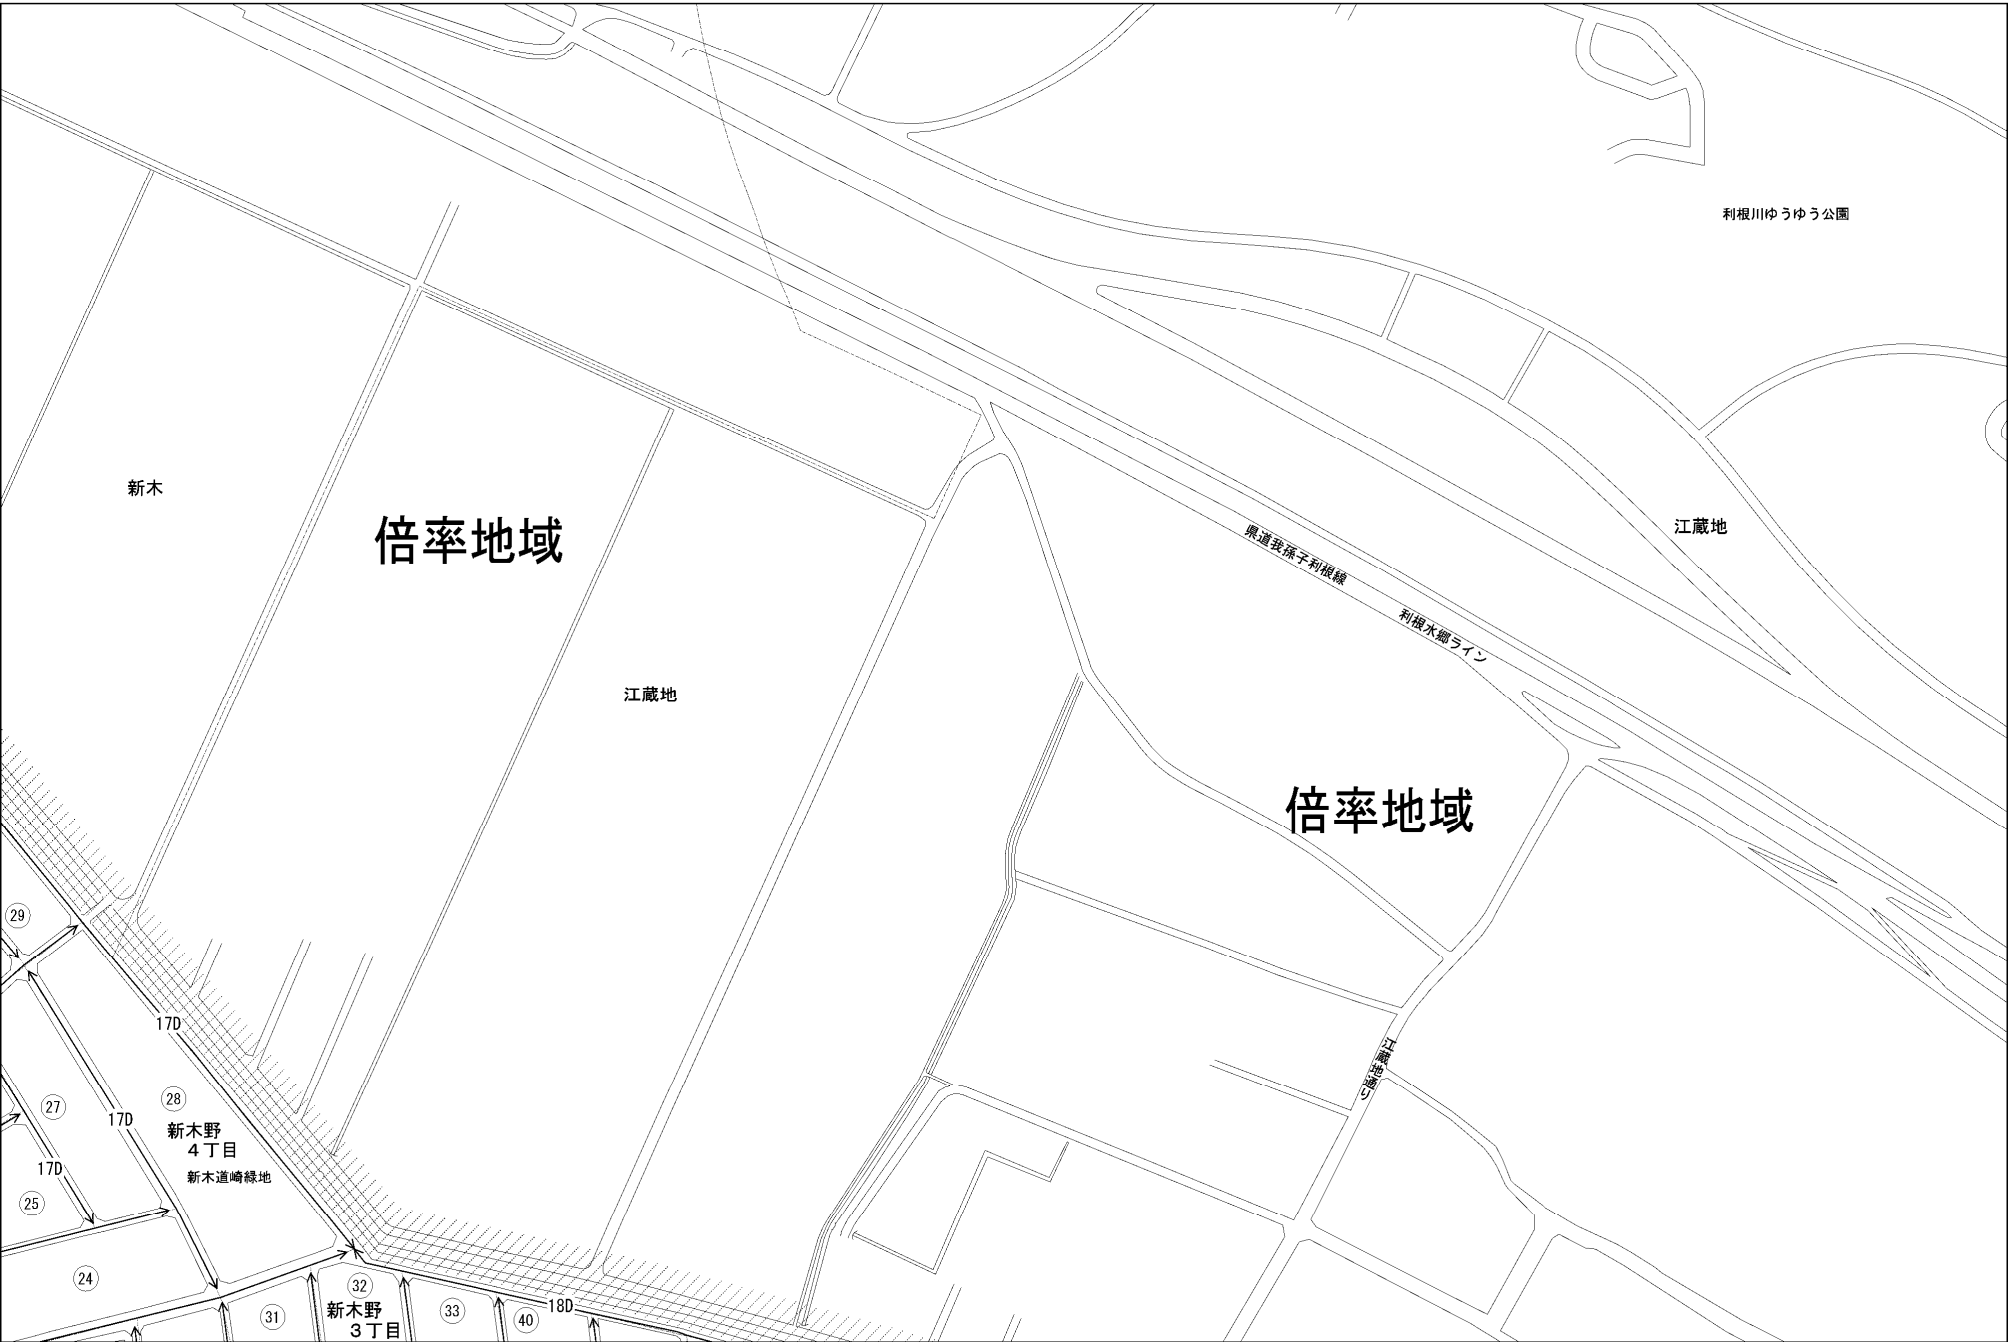 利根川ゆうゆう公園
新木
倍率地域
江蔵地
県道我孫子利根線
利根水郷ライン
江蔵地
倍率地域
29
17D
江蔵地通り
28
27
17D
新木野
4丁目
17D
新木道崎緑地
25
24
32
18D
31
新木野
3丁目
33
40